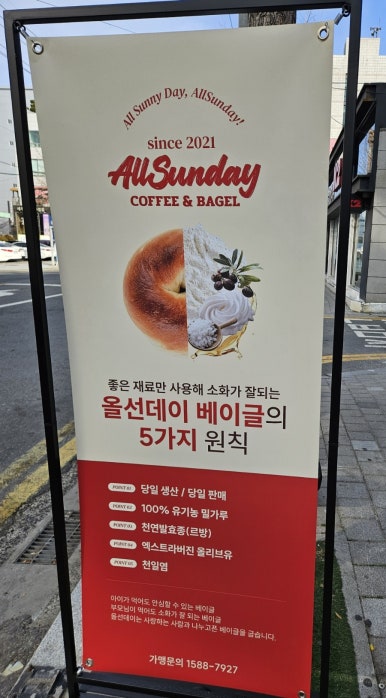 All Sunny Day, AllSunday!
since 2021
AllSunday
COFFEE & BAGEL
좋은 재료만 사용해 소화가 잘되는
올선데이 베이글의
5가지 원칙
POINT 01 당일 생산 / 당일 판매
POINT 02 100% 유기농 밀가루
POINT 03 천연발효종(르방)
POINT 04 엑스트라버진 올리브유
POINT 05 천일염
아이가 먹어도 안심할 수 있는 베이글
부모님이 먹어도 소화가 잘 되는 베이글
올선데이는 사랑하는 사람과 나누고픈 베이글을 굽습니다.
가맹문의 1588-7927